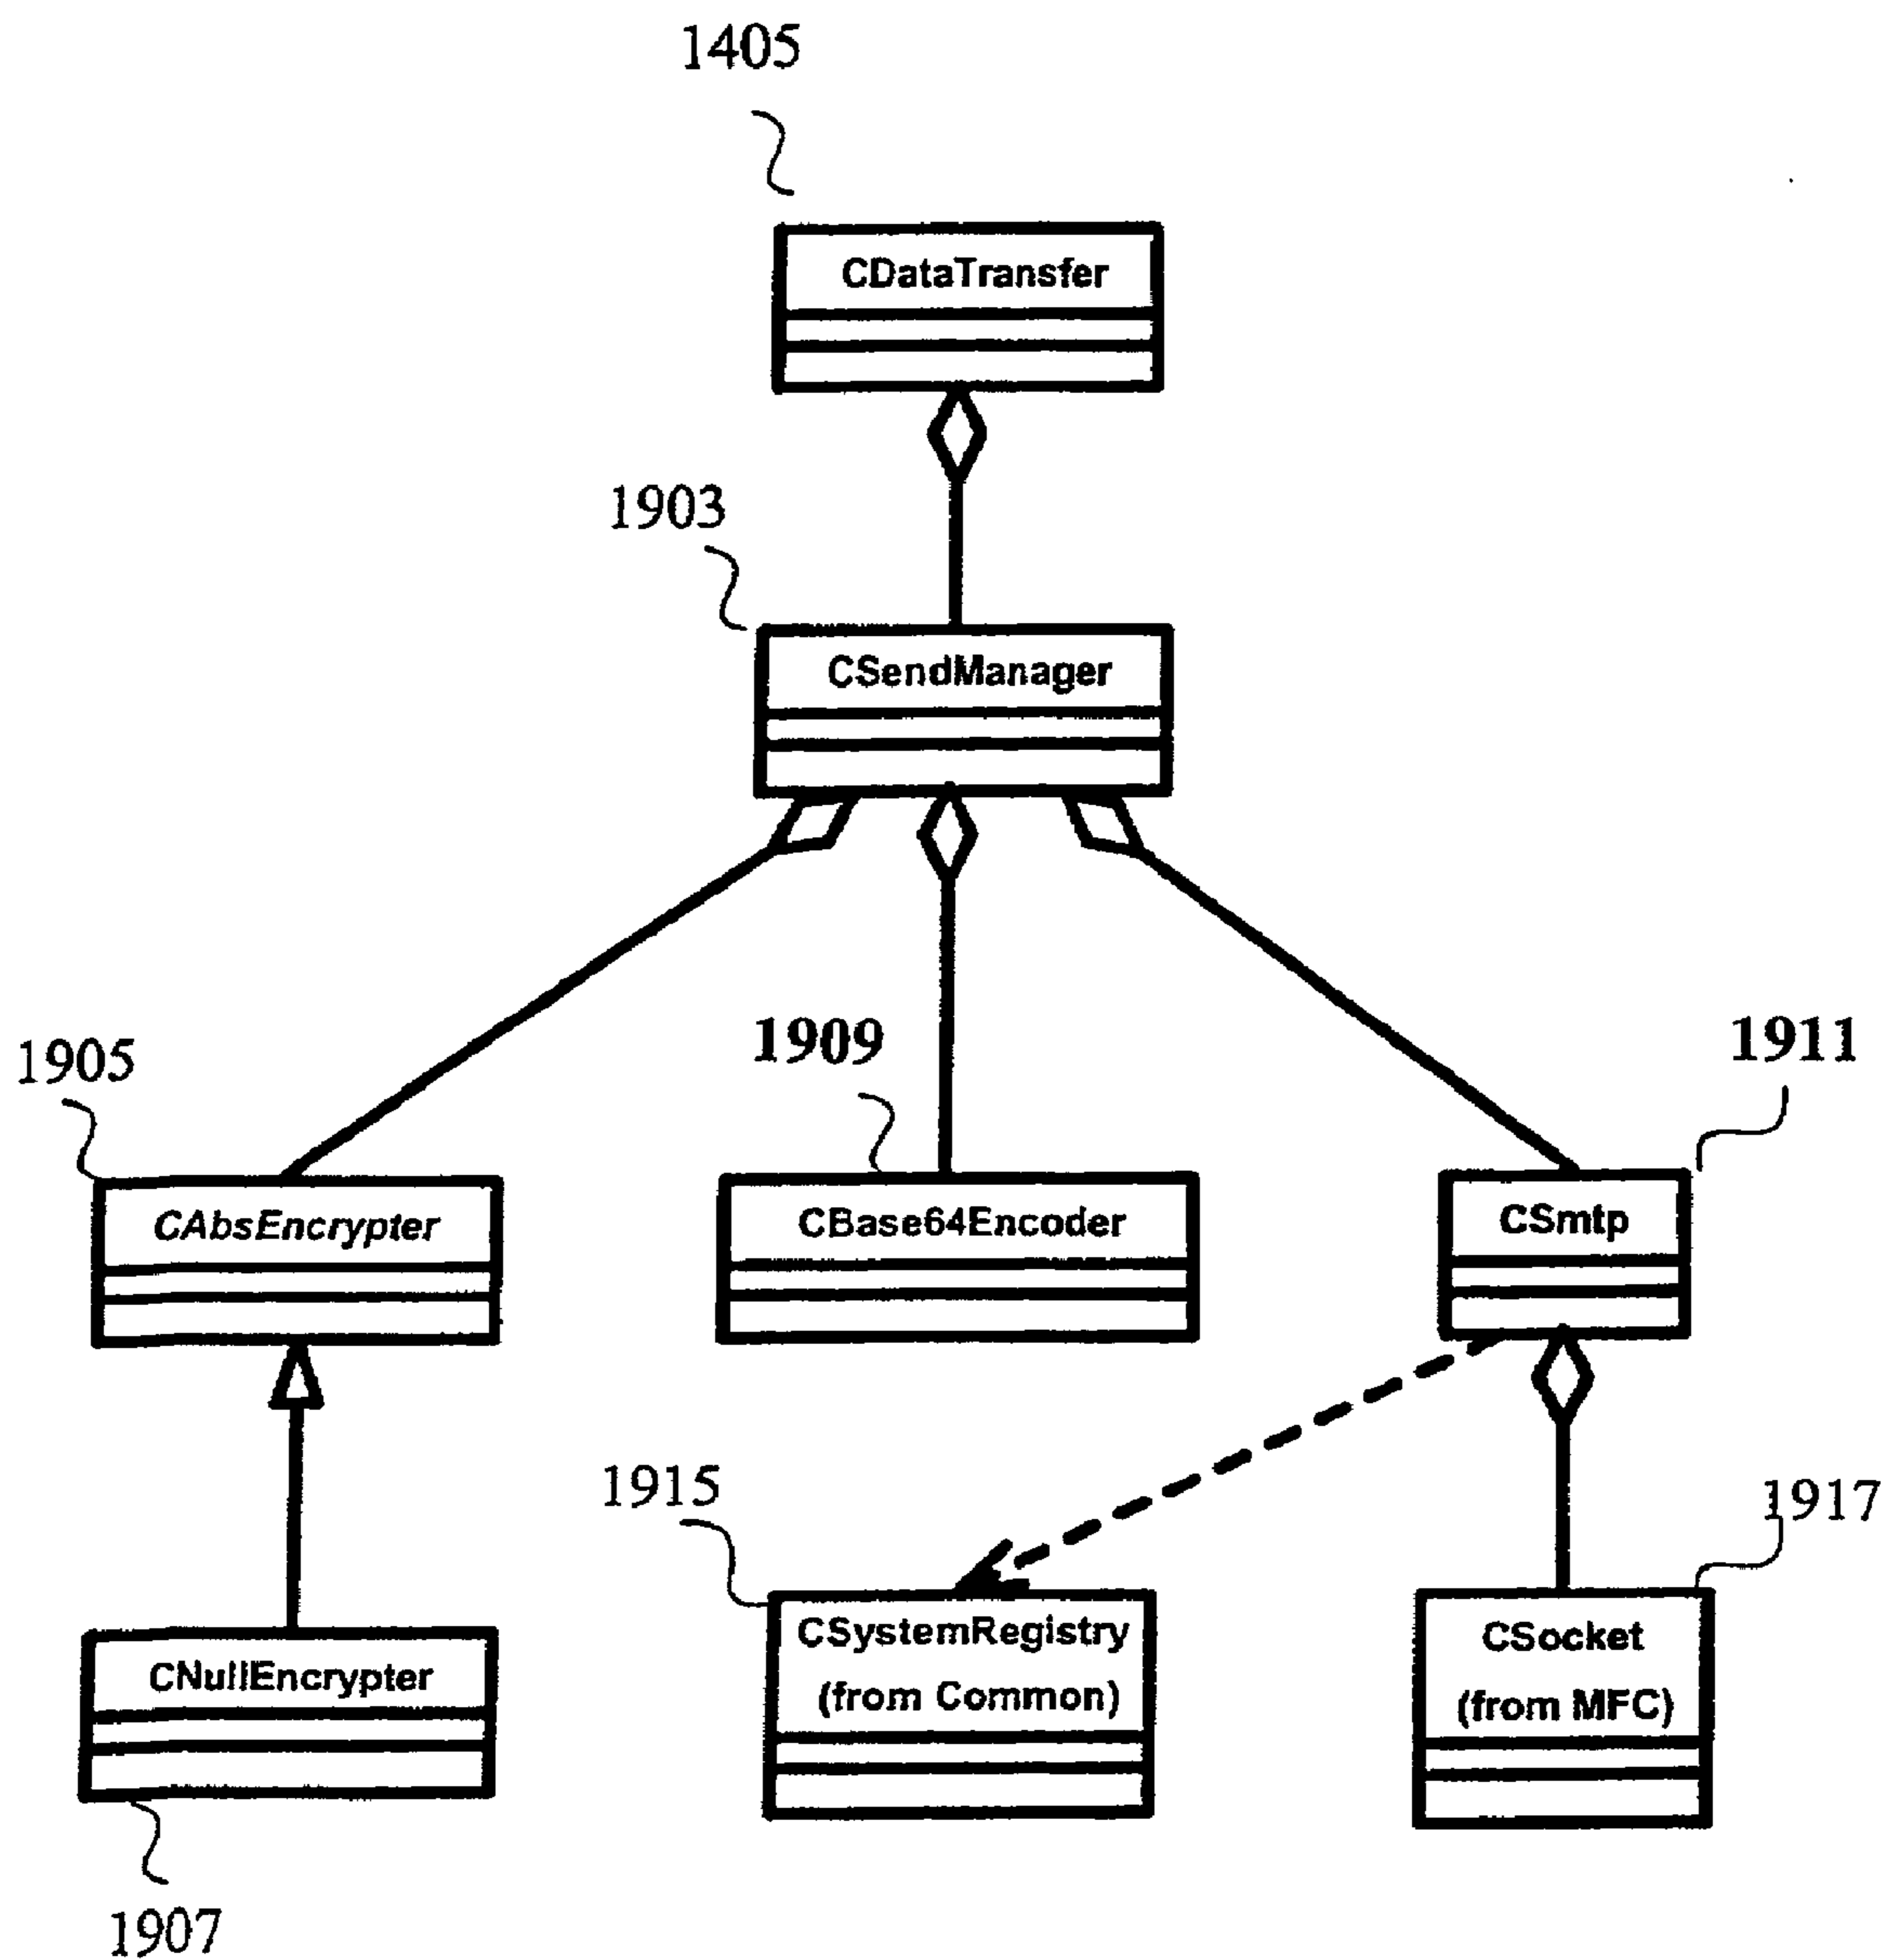 1405
CDataTransfer
1903
CSendManager
1905
1909
1911
CAbsEncrypter
CBase64Encoder
CSmtp
1915
1917
CSystemRegistry
(from Common)
CSocket
(from MFC)
CNullEncrypter
1907